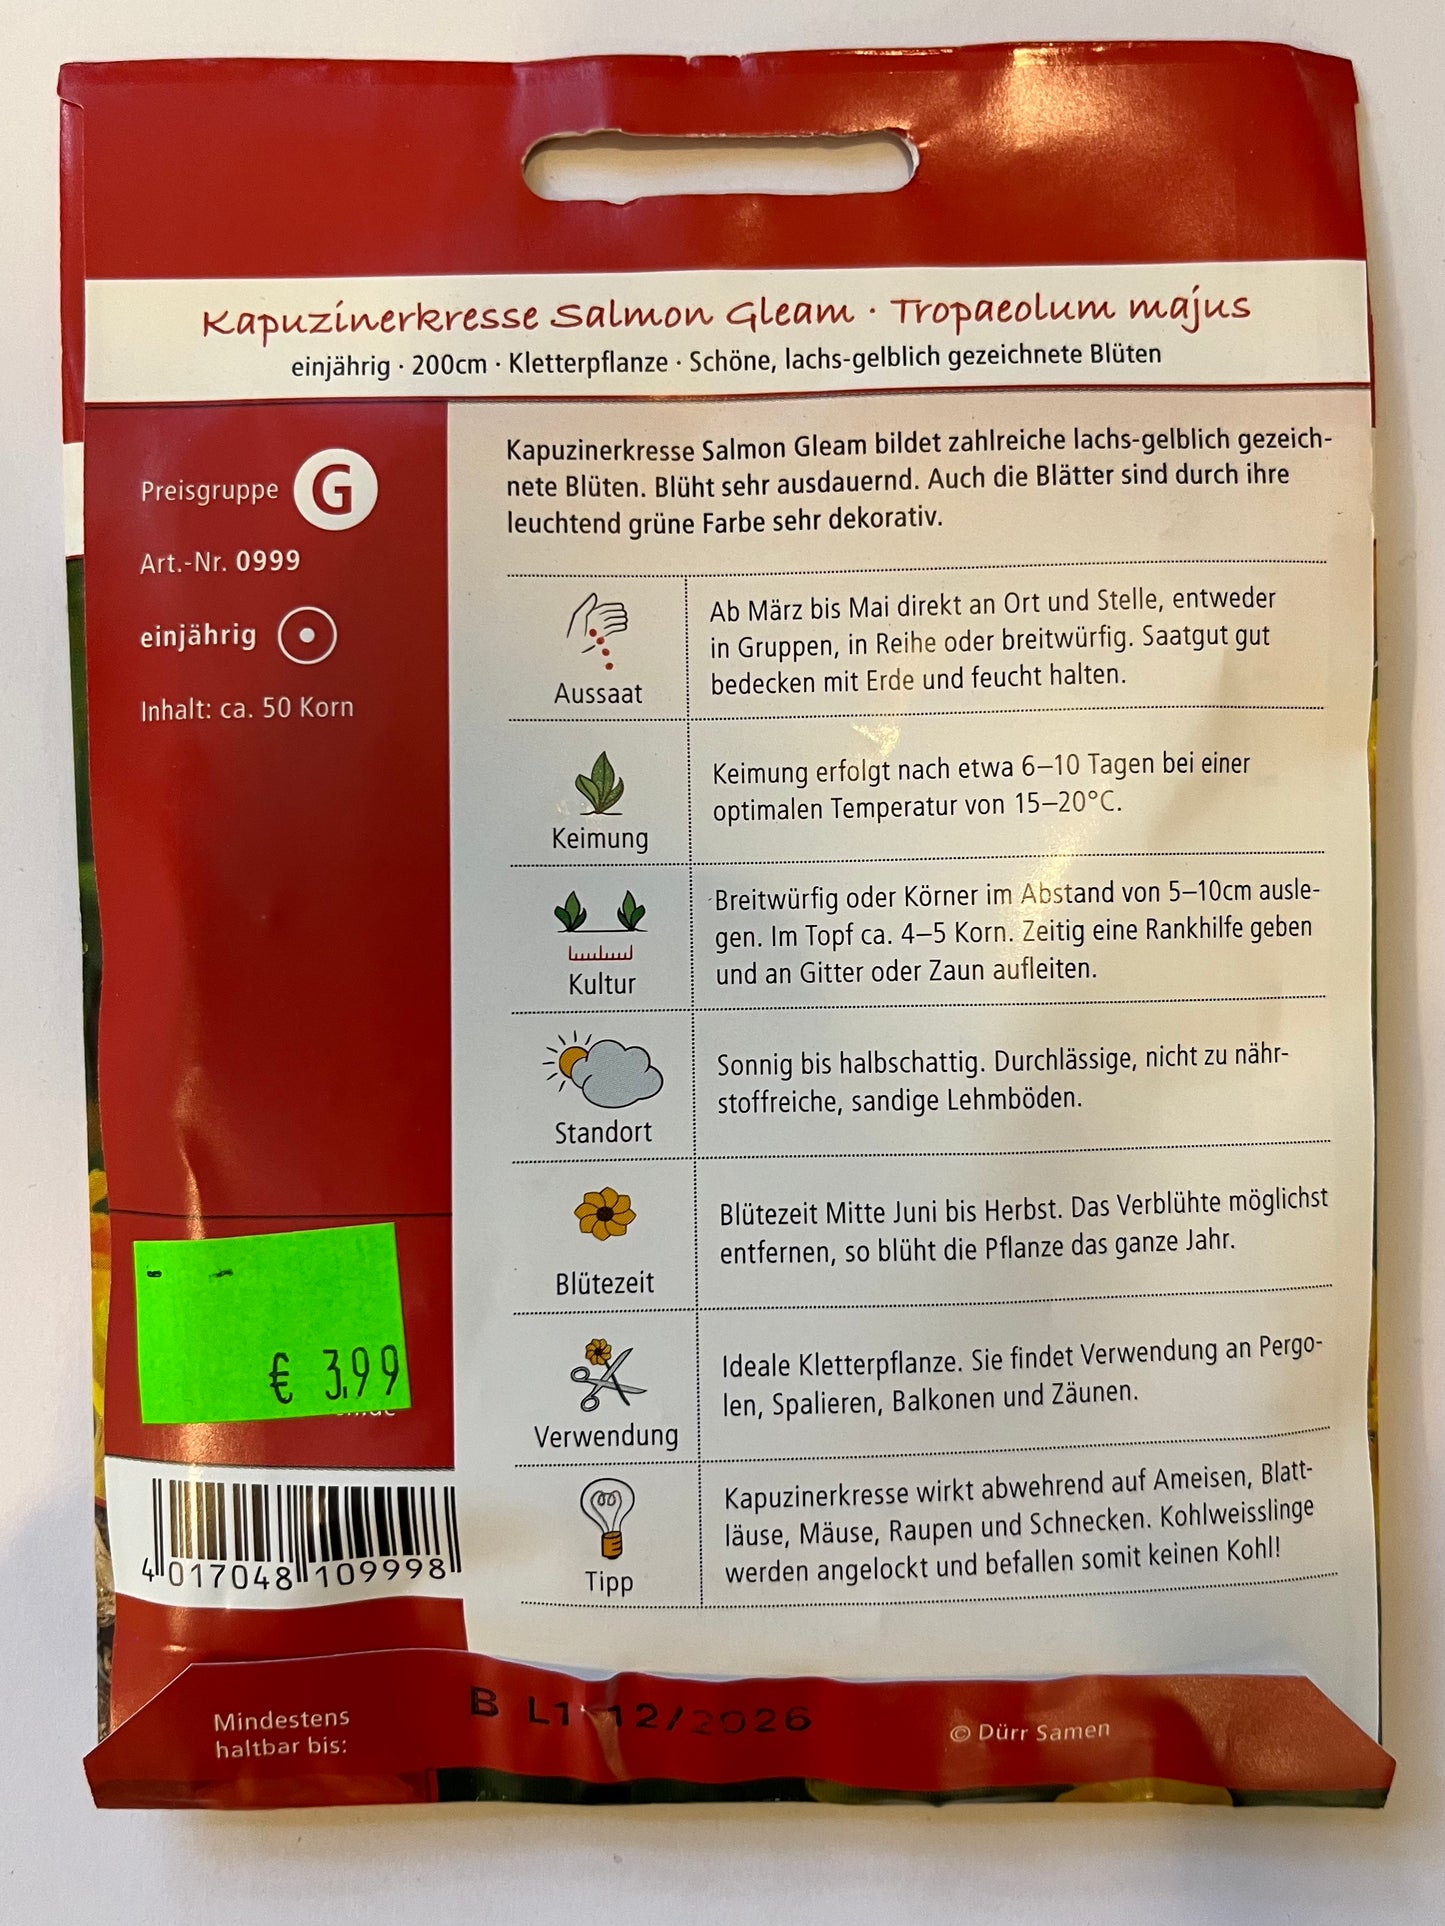 Kapuzinerkresse Salmon Gleam · Tropaeolum majus
einjährig · 200cm · Kletterpflanze · Schöne, lachs-gelblich gezeichnete Blüten
Preisgruppe G
Art.-Nr. 0999
einjährig
Inhalt: ca. 50 Korn
Kapuzinerkresse Salmon Gleam bildet zahlreiche lachs-gelblich gezeich-
nete Blüten. Blüht sehr ausdauernd. Auch die Blätter sind durch ihre
leuchtend grüne Farbe sehr dekorativ.
Aussaat
Ab März bis Mai direkt an Ort und Stelle, entweder
in Gruppen, in Reihe oder breitwürfig. Saatgut gut
bedecken mit Erde und feucht halten.
Keimung
Keimung erfolgt nach etwa 6–10 Tagen bei einer
optimalen Temperatur von 15–20°C.
Kultur
Breitwürfig oder Körner im Abstand von 5–10cm ausle-
gen. Im Topf ca. 4–5 Korn. Zeitig eine Rankhilfe geben
und an Gitter oder Zaun aufleiten.
Standort
Sonnig bis halbschattig. Durchlässige, nicht zu nähr-
stoffreiche, sandige Lehmböden.
Blütezeit
Blütezeit Mitte Juni bis Herbst. Das Verblühte möglichst
entfernen, so blüht die Pflanze das ganze Jahr.
Verwendung
Ideale Kletterpflanze. Sie findet Verwendung an Pergo-
len, Spalieren, Balkonen und Zäunen.
Tipp
Kapuzinerkresse wirkt abwehrend auf Ameisen, Blatt-
läuse, Mäuse, Raupen und Schnecken. Kohlweisslinge
werden angelockt und befallen somit keinen Kohl!
€ 3,99
4 017048 109998
Mindestens
haltbar bis:
B L1 12/2026
© Dürr Samen